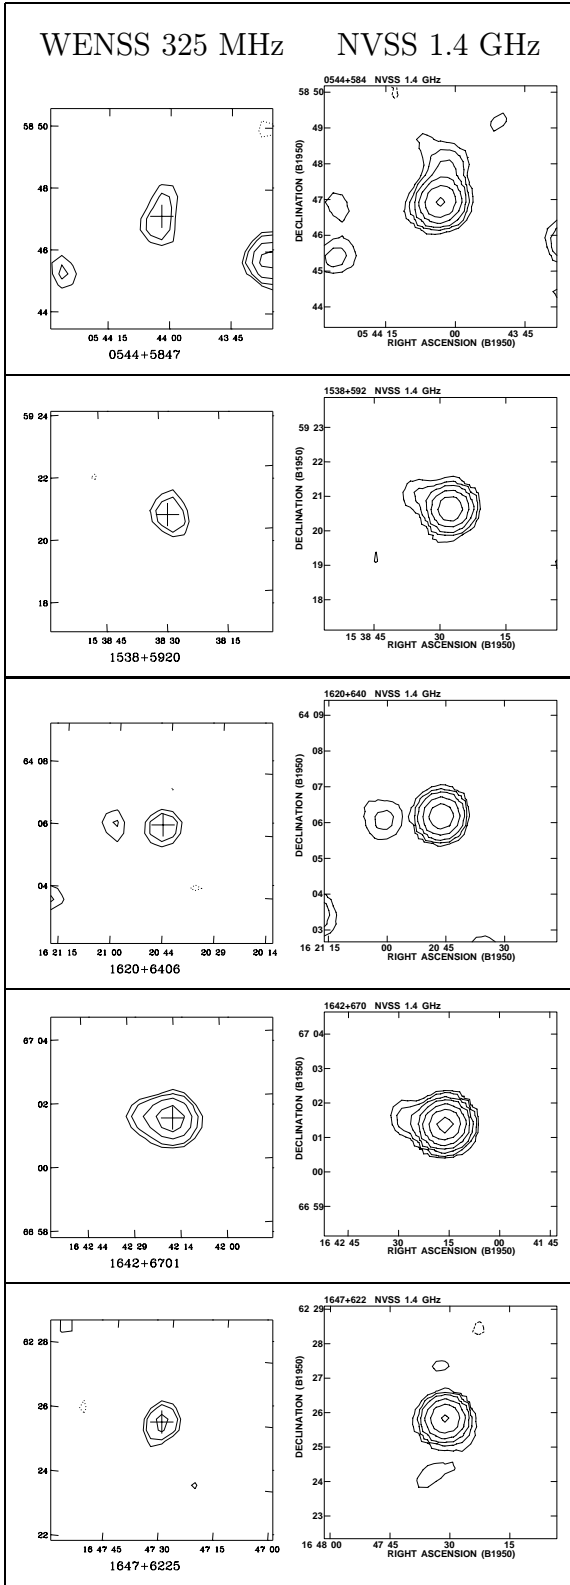 WENSS 325 MHz NVSS 1.4 GHz
0544+584 NVSS 1.4 GHz
58 50
48
46
44
05 44 15 44 00 43 45
0544+5847
DECLINATION (B1950)
58 50
49
48
47
46
45
44
05 44 15 00 43 45
RIGHT ASCENSION (B1950)
1538+592 NVSS 1.4 GHz
59 24
22
20
18
15 38 45 38 30 38 15
1538+5920
DECLINATION (B1950)
59 23
22
21
20
19
18
15 38 45 30 15
RIGHT ASCENSION (B1950)
1620+640 NVSS 1.4 GHz
64 08
06
04
16 21 15 21 00 20 44 20 29 20 14
1620+6406
DECLINATION (B1950)
64 09
08
07
06
05
04
03
16 21 15 00 20 45 30
RIGHT ASCENSION (B1950)
1642+670 NVSS 1.4 GHz
67 04
02
00
66 58
16 42 44 42 29 42 14 42 00
1642+6701
DECLINATION (B1950)
67 04
03
02
01
00
66 59
16 42 45 30 15 00 41 45
RIGHT ASCENSION (B1950)
1647+622 NVSS 1.4 GHz
62 28
26
24
22
16 47 45 47 30 47 15 47 00
1647+6225
DECLINATION (B1950)
62 29
28
27
26
25
24
23
16 48 00 47 45 30 15 00
RIGHT ASCENSION (B1950)